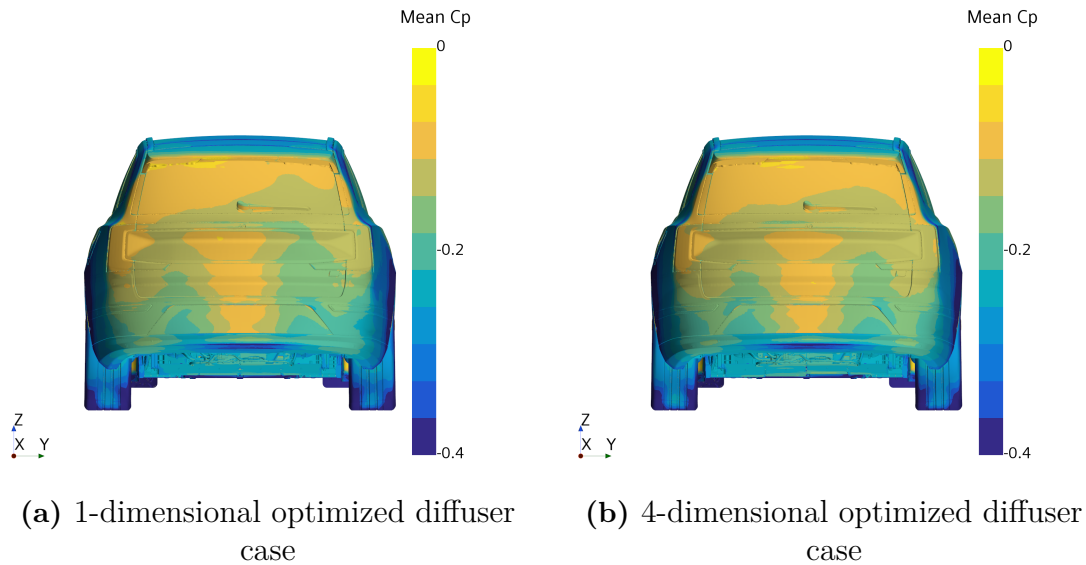 Mean Cp
0
-0.2
-0.4
Z
X Y
(a) 1-dimensional optimized diffuser
case
Mean Cp
0
-0.2
-0.4
Z
X Y
(b) 4-dimensional optimized diffuser
case